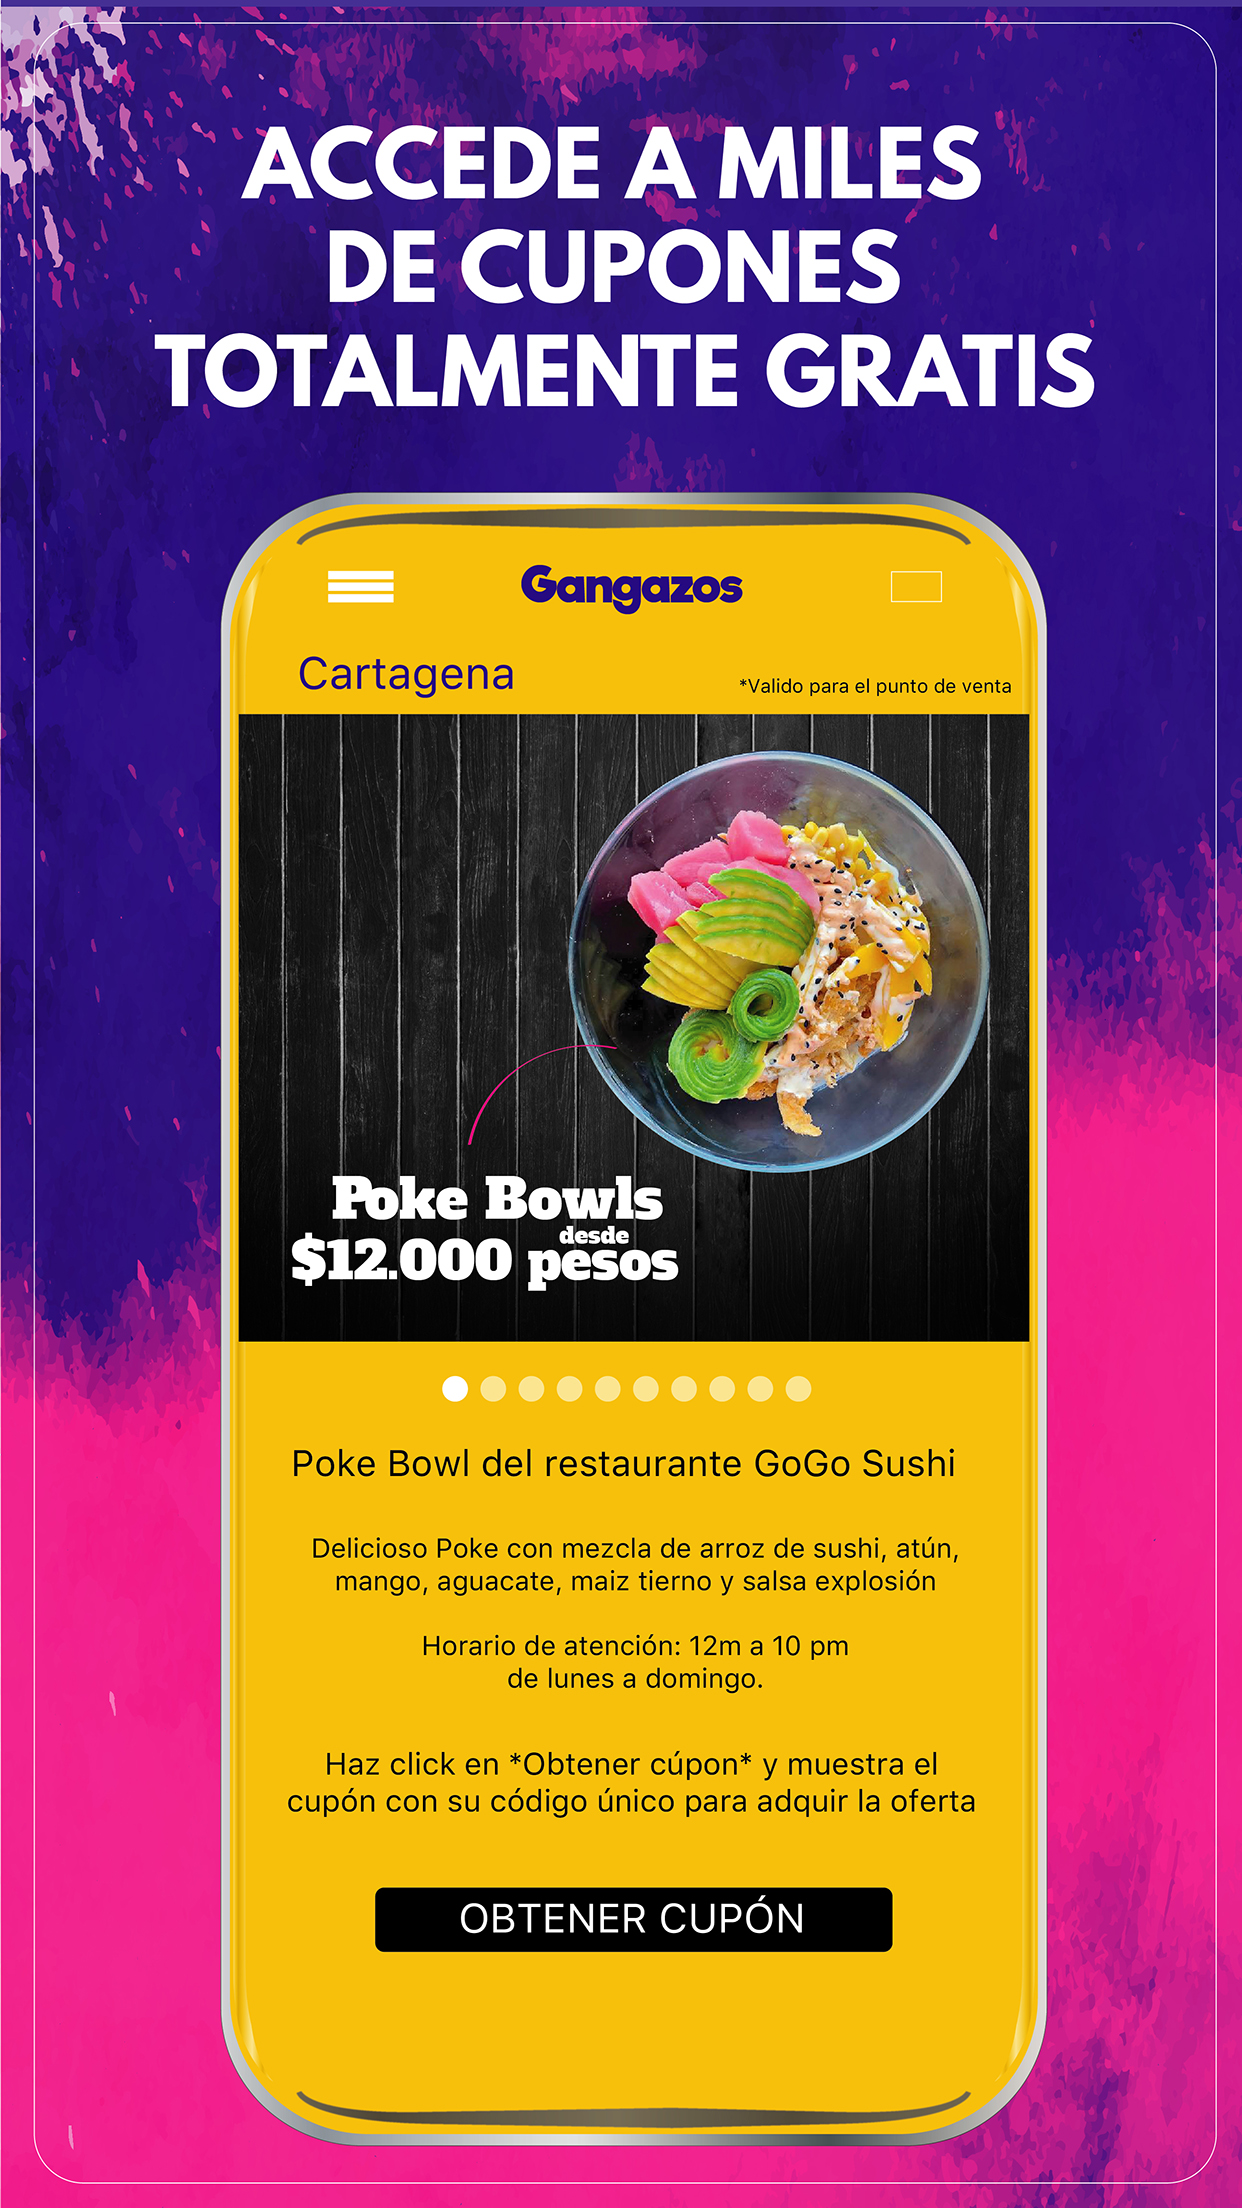 ACCEDE A MILES
DE CUPONES
TOTALMENTE GRATIS
Gangazos
Cartagena
*Valido para el punto de venta
Poke Bowls
desde
$12.000 pesos
Poke Bowl del restaurante GoGo Sushi
Delicioso Poke con mezcla de arroz de sushi, atún,
mango, aguacate, maiz tierno y salsa explosión
Horario de atención: 12m a 10 pm
de lunes a domingo.
Haz click en *Obtener cúpon* y muestra el
cupón con su código único para adquir la oferta
OBTENER CUPÓN